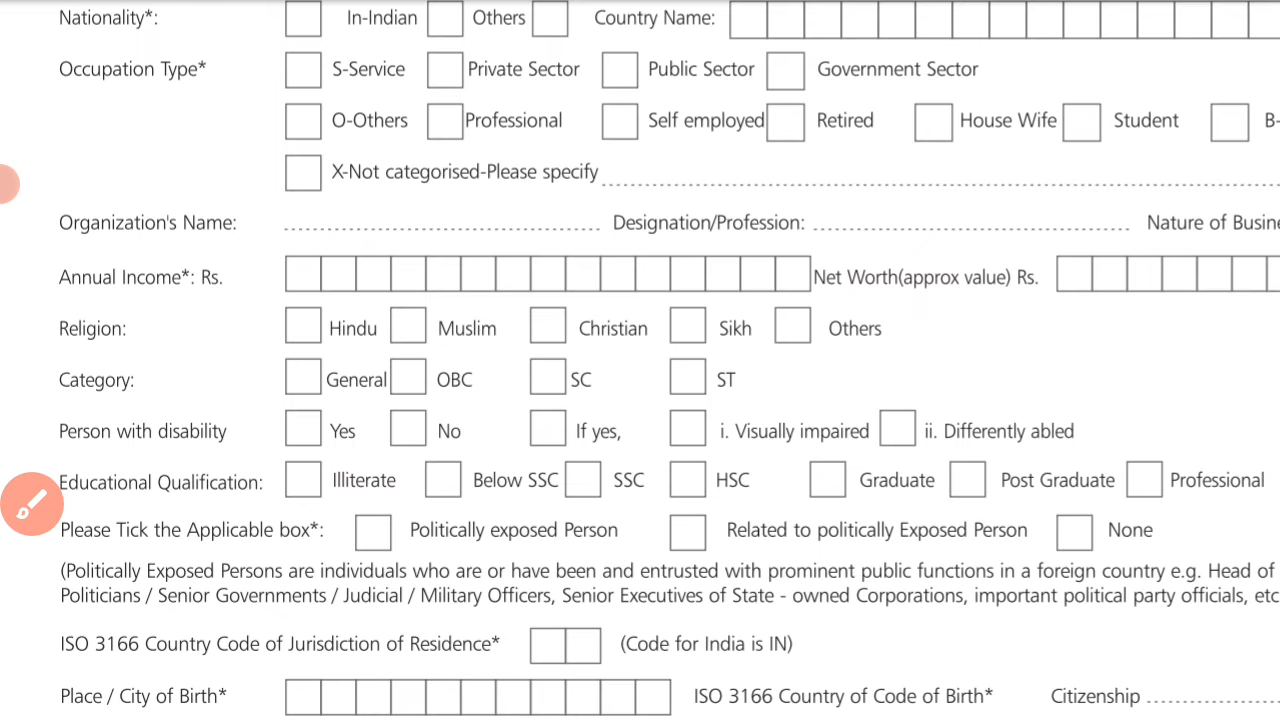 Nationality*: In-Indian Others Country Name:
Occupation Type* S-Service Private Sector Public Sector Government Sector
O-Others Professional Self employed Retired House Wife Student B-
X-Not categorised-Please specify
Organization's Name: Designation/Profession: Nature of Busine
Annual Income*: Rs. Net Worth(approx value) Rs.
Religion: Hindu Muslim Christian Sikh Others
Category: General OBC SC ST
Person with disability Yes No If yes, i. Visually impaired ii. Differently abled
Educational Qualification: Illiterate Below SSC SSC HSC Graduate Post Graduate Professional
Please Tick the Applicable box*: Politically exposed Person Related to politically Exposed Person None
(Politically Exposed Persons are individuals who are or have been and entrusted with prominent public functions in a foreign country e.g. Head of
Politicians / Senior Governments / Judicial / Military Officers, Senior Executives of State - owned Corporations, important political party officials, etc
ISO 3166 Country Code of Jurisdiction of Residence* (Code for India is IN)
Place / City of Birth* ISO 3166 Country of Code of Birth* Citizenship